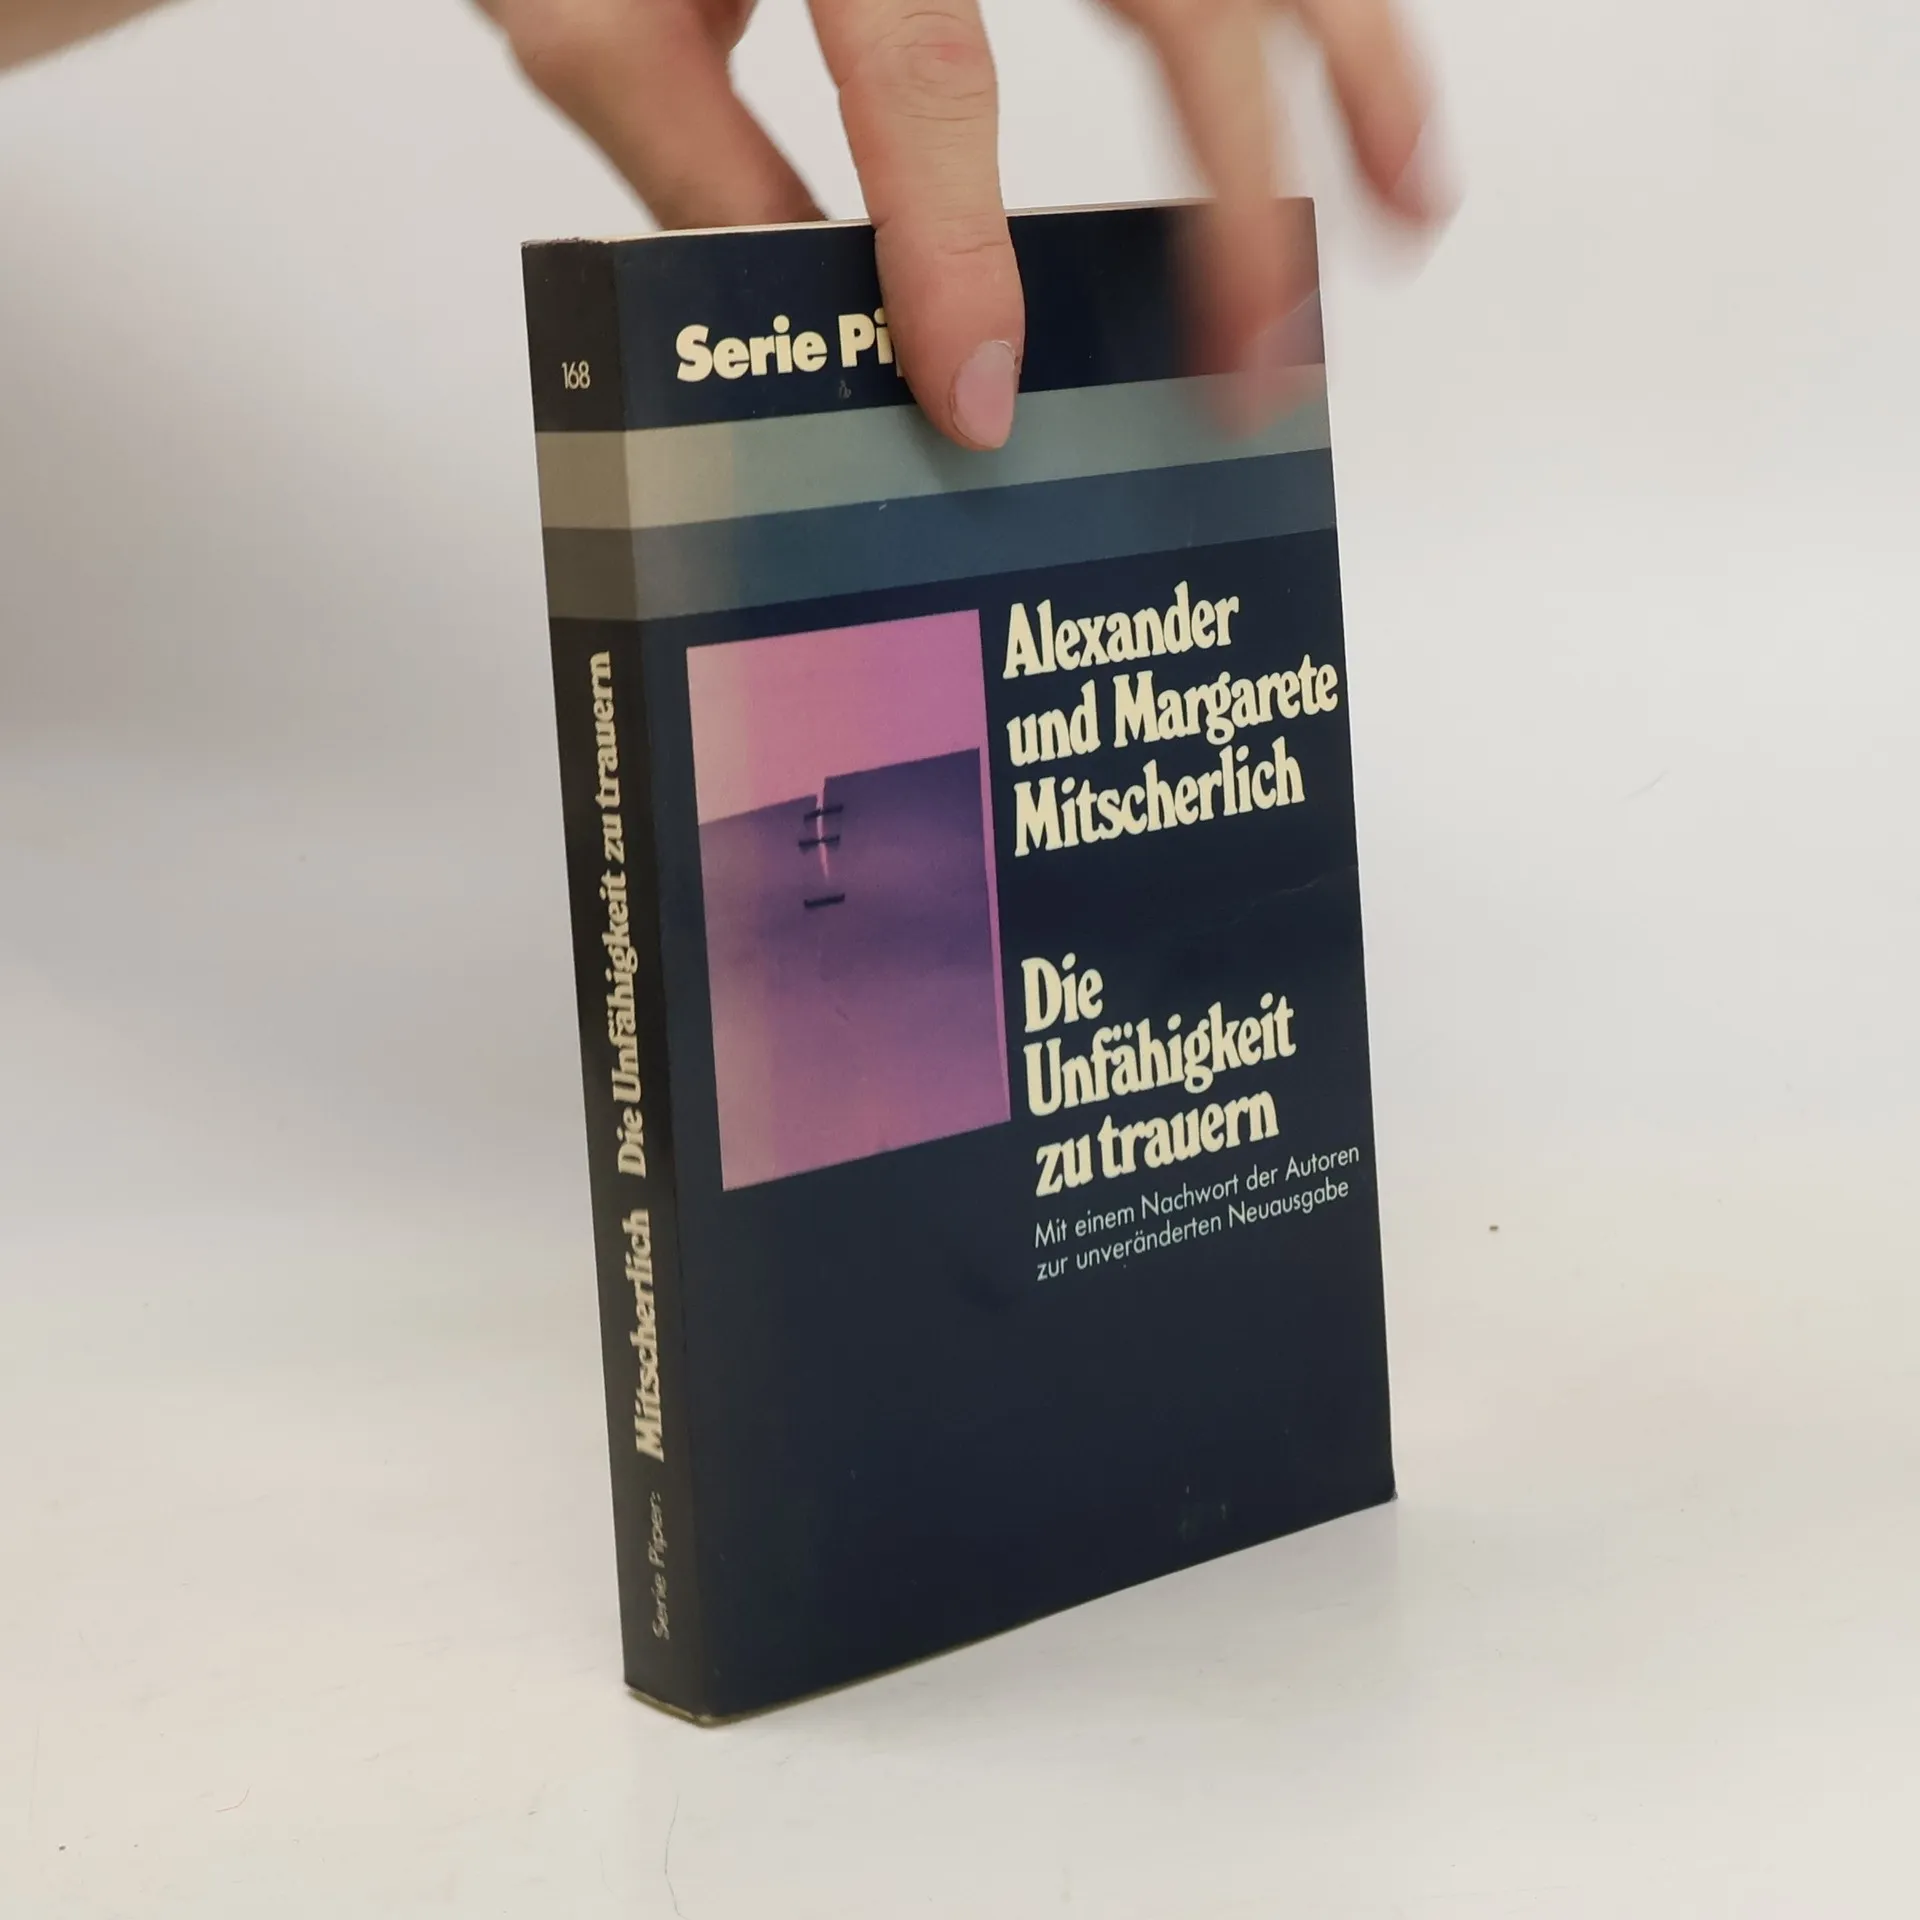 168
Mitscherlich Die Unfähigkeit zu trauern
Serie Piper:
Serie
Alexander
und Margarete
Mitscherlich
Die
Unfähigkeit
zu trauern
Mit einem Nachwort der Autoren
zur unveränderten Neuausgabe